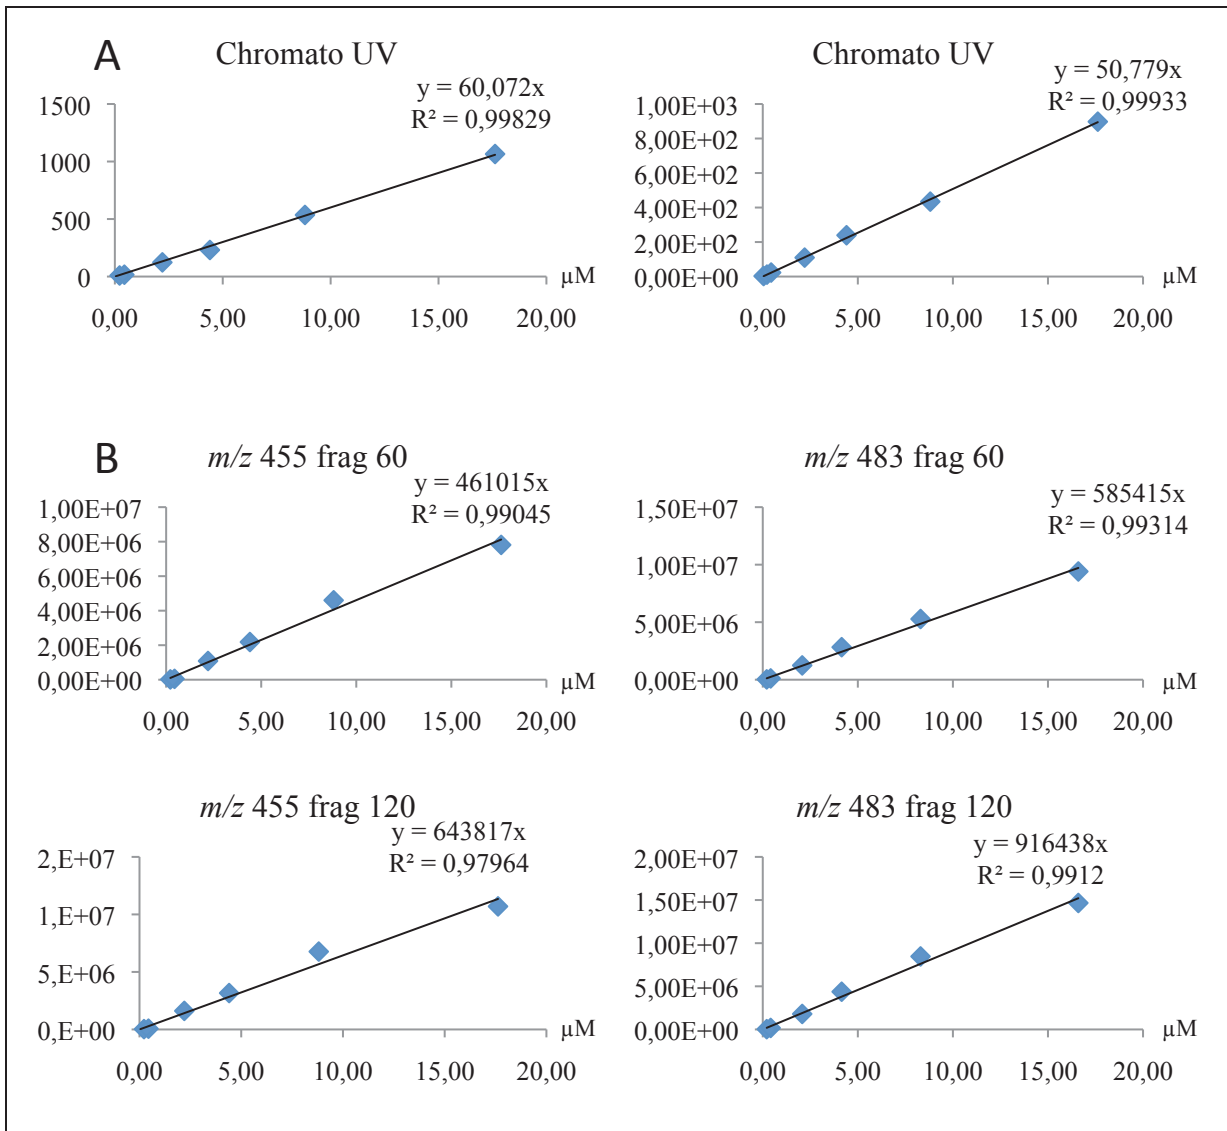 A
Chromato UV
y = 60,072x
R² = 0,99829
1500
1000
500
0
µM
0,00 5,00 10,00 15,00 20,00
Chromato UV
y = 50,779x
R² = 0,99933
1,00E+03
8,00E+02
6,00E+02
4,00E+02
2,00E+02
0,00E+00
µM
0,00 5,00 10,00 15,00 20,00
B
m/z 455 frag 60
y = 461015x
R² = 0,99045
1,00E+07
8,00E+06
6,00E+06
4,00E+06
2,00E+06
0,00E+00
µM
0,00 5,00 10,00 15,00 20,00
m/z 483 frag 60
y = 585415x
R² = 0,99314
1,50E+07
1,00E+07
5,00E+06
0,00E+00
µM
0,00 5,00 10,00 15,00 20,00
m/z 455 frag 120
y = 643817x
R² = 0,97964
2,E+07
1,E+07
5,E+06
0,E+00
µM
0,00 5,00 10,00 15,00 20,00
m/z 483 frag 120
y = 916438x
R² = 0,9912
2,00E+07
1,50E+07
1,00E+07
5,00E+06
0,00E+00
µM
0,00 5,00 10,00 15,00 20,00